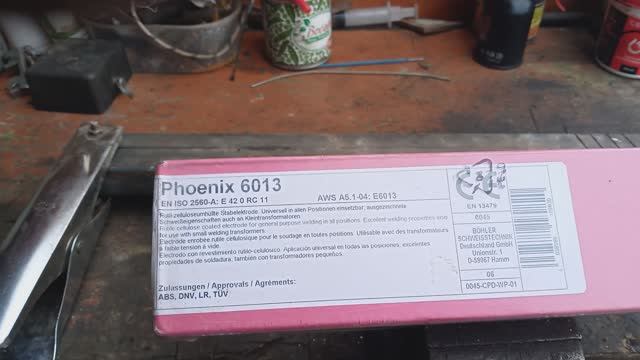 Phoenix 6013
EN ISO 2560-A: E 42 0 RC 11 AWS A5.1-04: E6013
Rutil-zelluloseumhüllte Stabelektrode. Universell in allen Positionen einsetzbar, ausgezeichnete
Schweißeigenschaften auch an Kleintransformatoren.
Rutile cellulose coated electrode for general purpose welding in all positions. Excellent welding properties also
for use with small welding transformers.
Electrode enrobée rutile cellulosique pour le soudage en toutes positions. Utilisable avec des transformateurs
à faible tension à vide.
Electrodo con revestimiento rutilo-celulósico. Aplicación universal en todas las posiciones, excelentes
propiedades de soldadura, también con transformadores pequeños.
Zulassungen / Approvals / Agréments:
ABS, DNV, LR, TÜV
CE
EN 13479
0045
BÖHLER
SCHWEISSTECHNIK
Deutschland GmbH
Unionstr. 1
D-59067 Hamm
06
0045-CPD-WP-01